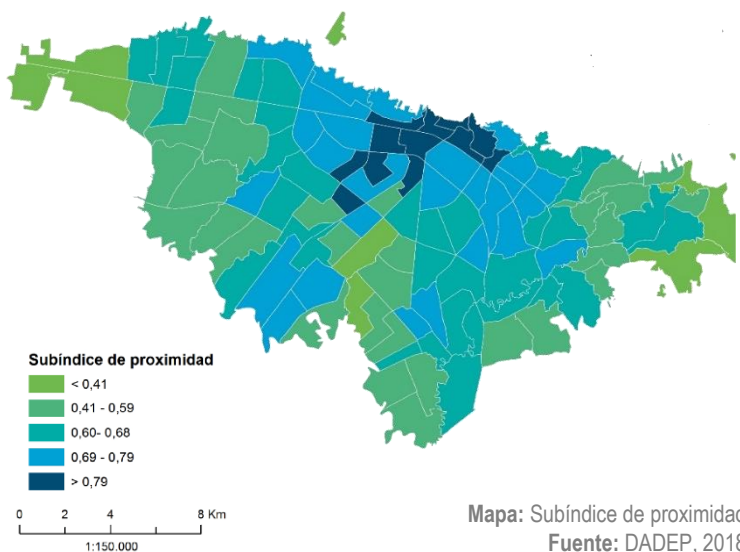 Subíndice de proximidad
< 0,41
0,41 - 0,59
0,60- 0,68
0,69 - 0,79
> 0,79
0 2 4 8 Km
1:150.000
Mapa: Subíndice de proximidad
Fuente: DADEP, 2018